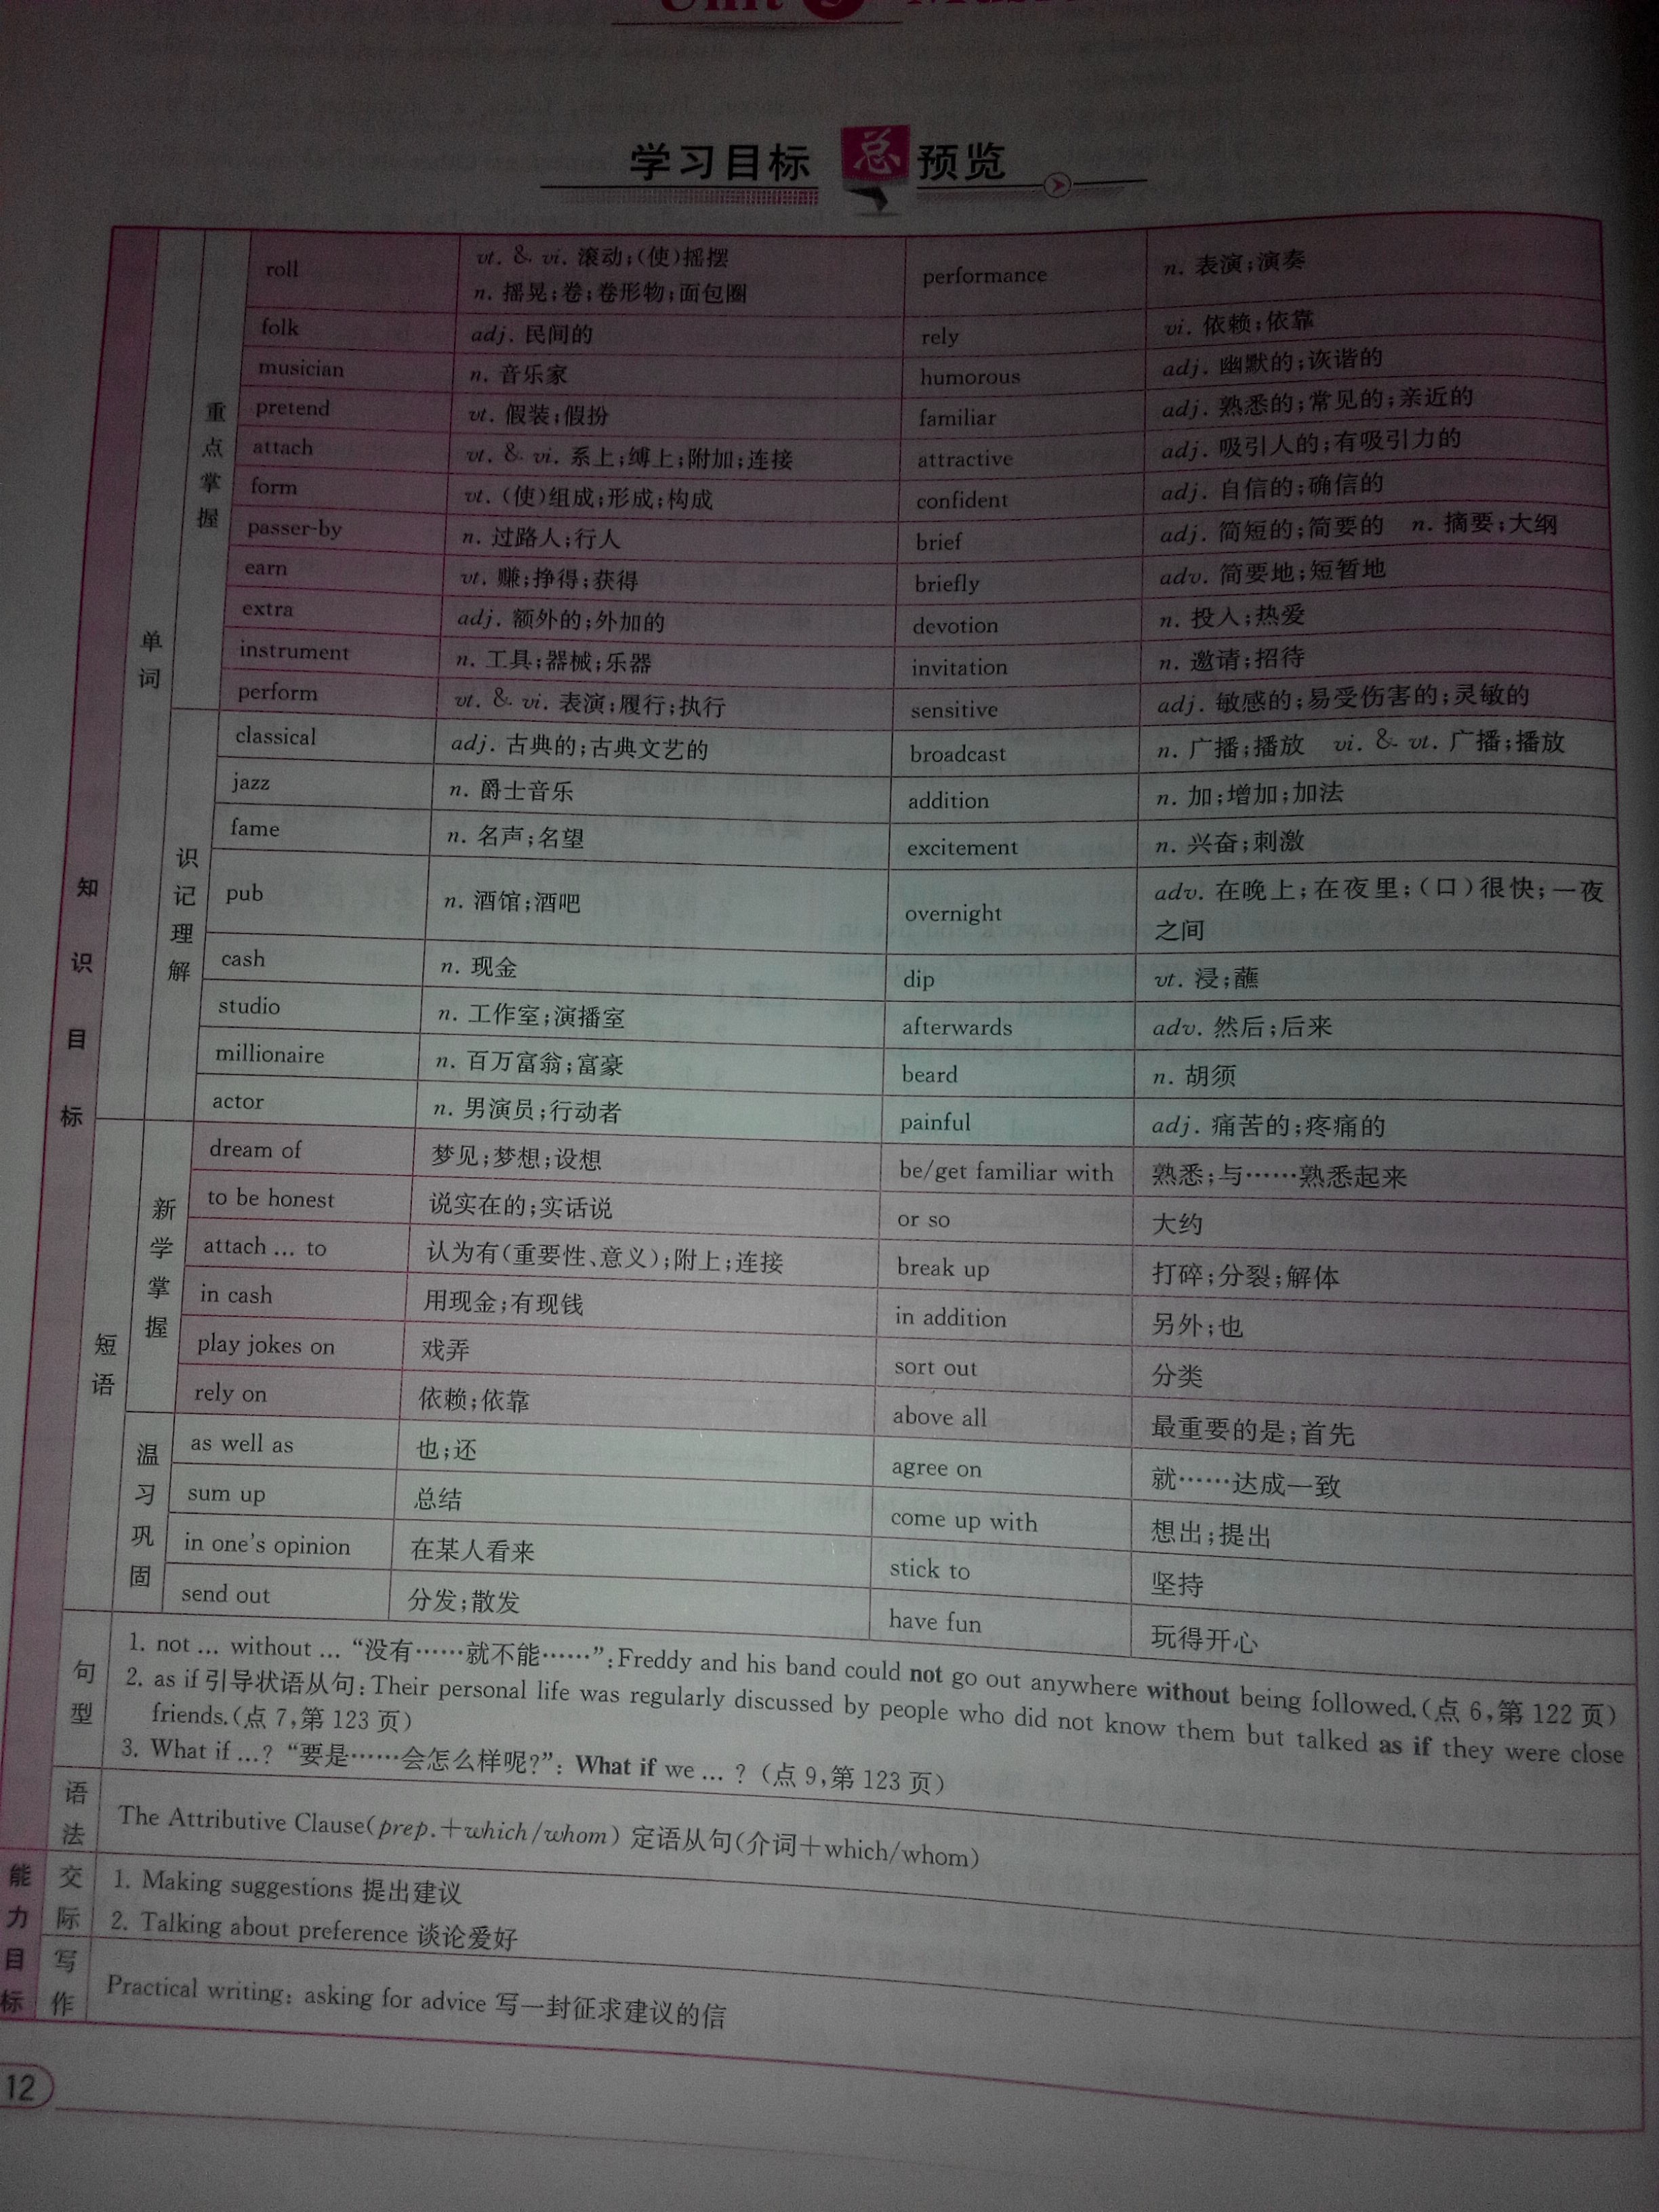 Unit 5
学习目标 总 预览
知识目标
单词
重点掌握
roll vt. & vi. 滚动;(使)摇摆 n. 摇晃;卷;卷形物;面包圈 performance n. 表演;演奏
folk adj. 民间的 rely vi. 依赖;依靠
musician n. 音乐家 humorous adj. 幽默的;诙谐的
pretend vt. 假装;假扮 familiar adj. 熟悉的;常见的;亲近的
attach vt. & vi. 系上;缚上;附加;连接 attractive adj. 吸引人的;有吸引力的
form vt. (使)组成;形成;构成 confident adj. 自信的;确信的
passer-by n. 过路人;行人 brief adj. 简短的;简要的 n. 摘要;大纲
earn vt. 赚;挣得;获得 briefly adv. 简要地;短暂地
extra adj. 额外的;外加的 devotion n. 投入;热爱
instrument n. 工具;器械;乐器 invitation n. 邀请;招待
perform vt. & vi. 表演;履行;执行 sensitive adj. 敏感的;易受伤害的;灵敏的
识记理解
classical adj. 古典的;古典文艺的 broadcast n. 广播;播放 vi. & vt. 广播;播放
jazz n. 爵士音乐 addition n. 加;增加;加法
fame n. 名声;名望 excitement n. 兴奋;刺激
pub n. 酒馆;酒吧 overnight adv. 在晚上;在夜里;(口)很快;一夜之间
cash n. 现金 dip vt. 浸;蘸
studio n. 工作室;演播室 afterwards adv. 然后;后来
millionaire n. 百万富翁;富豪 beard n. 胡须
actor n. 男演员;行动者 painful adj. 痛苦的;疼痛的
短语
新学掌握
dream of 梦见;梦想;设想 be/get familiar with 熟悉;与……熟悉起来
to be honest 说实在的;实话说 or so 大约
attach … to 认为有(重要性、意义);附上;连接 break up 打碎;分裂;解体
in cash 用现金;有现钱 in addition 另外;也
play jokes on 戏弄 sort out 分类
rely on 依赖;依靠 above all 最重要的是;首先
温习巩固
as well as 也;还 agree on 就……达成一致
sum up 总结 come up with 想出;提出
in one's opinion 在某人看来 stick to 坚持
send out 分发;散发 have fun 玩得开心
句型
1. not … without … “没有……就不能……”:Freddy and his band could not go out anywhere without being followed.(点 6,第 122 页)
2. as if 引导状语从句:Their personal life was regularly discussed by people who did not know them but talked as if they were close
friends.(点 7,第 123 页)
3. What if …? “要是……会怎么样呢?”: What if we … ? (点 9,第 123 页)
语法
The Attributive Clause(prep.+which/whom) 定语从句(介词+which/whom)
能力目标
交际
1. Making suggestions 提出建议
2. Talking about preference 谈论爱好
写作
Practical writing: asking for advice 写一封征求建议的信
12